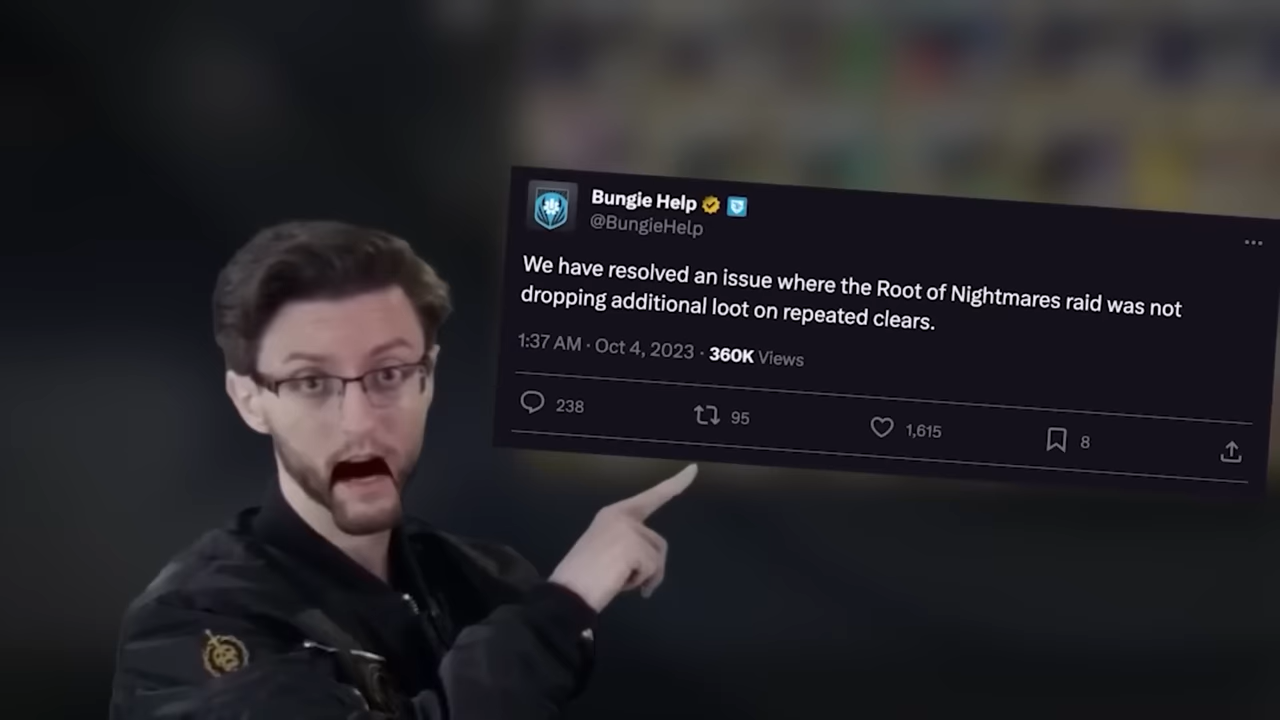 Bungie Help
@BungieHelp
We have resolved an issue where the Root of Nightmares raid was not
dropping additional loot on repeated clears.
1:37 AM · Oct 4, 2023 · 360K Views
238 95 1,615 8